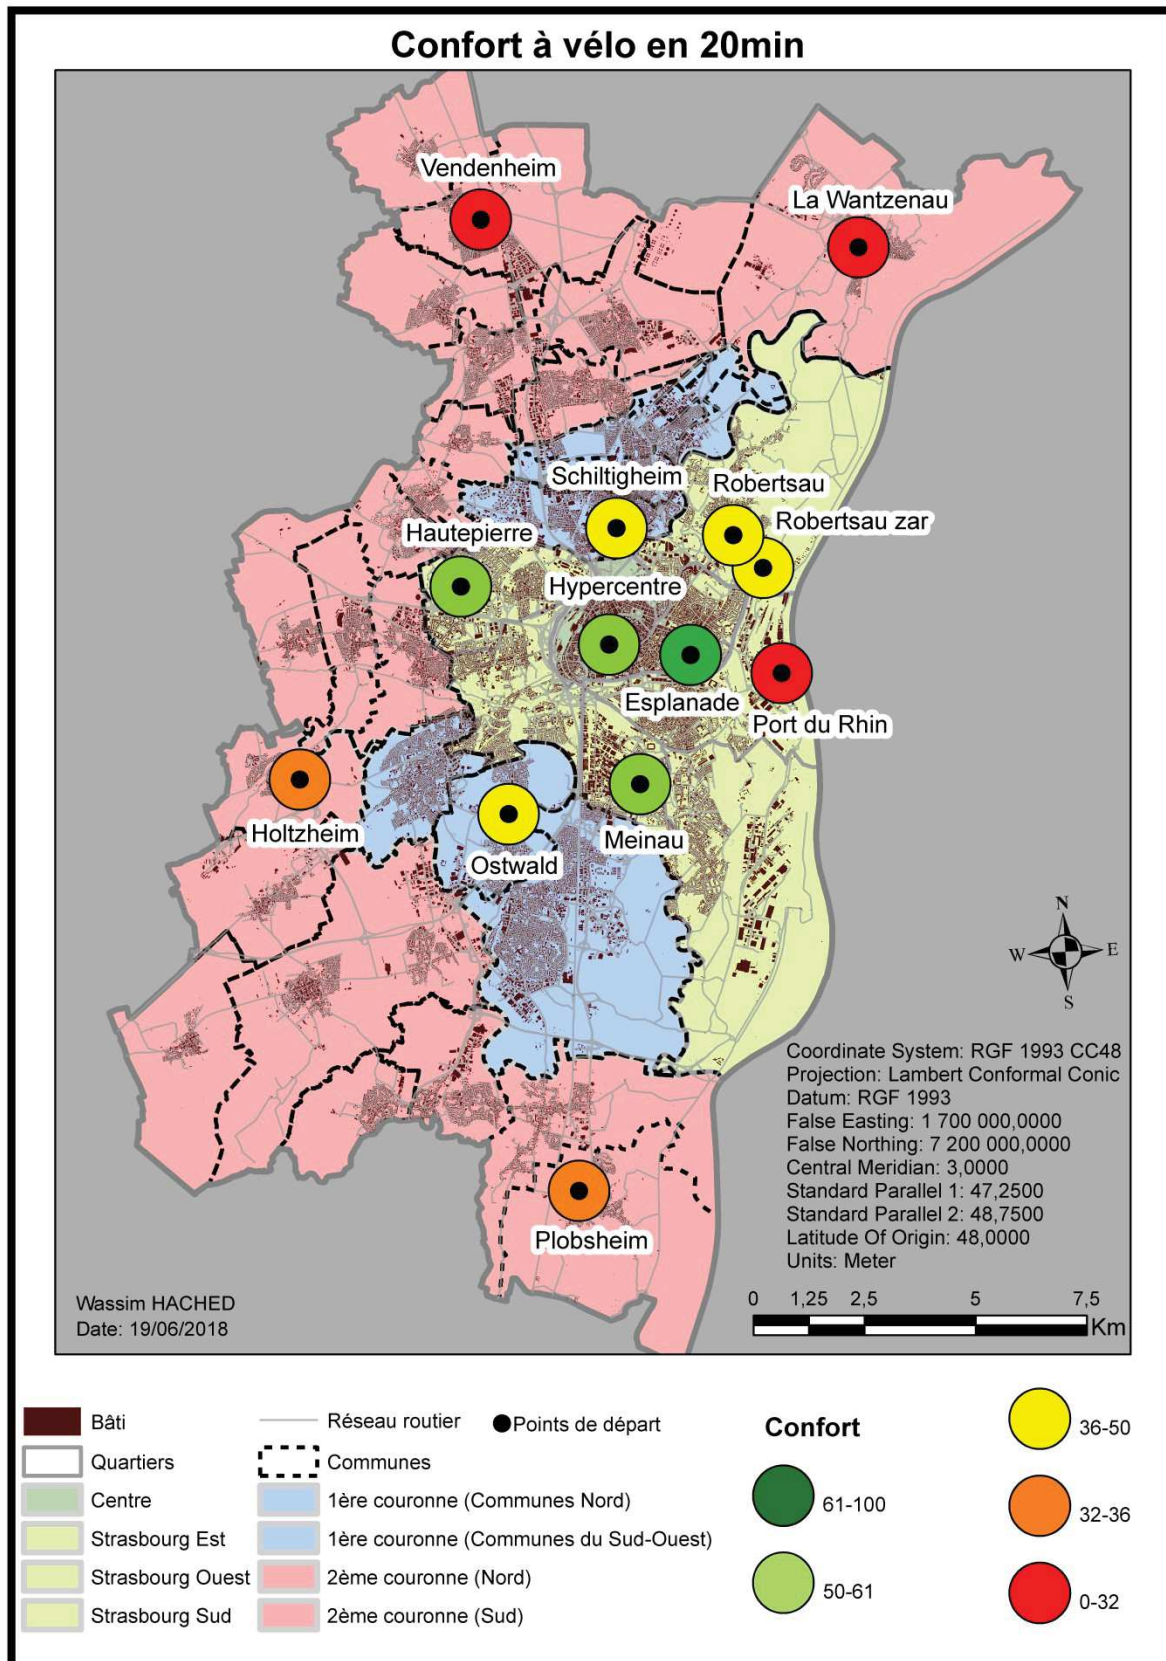 Confort à vélo en 20min
Vendenheim
La Wantzenau
Schiltigheim
Robertsau
Robertsau zar
Hautepierre
Hypercentre
Esplanade
Port du Rhin
Holtzheim
Ostwald
Meinau
Plobsheim
N
W
E
S
Coordinate System: RGF 1993 CC48
Projection: Lambert Conformal Conic
Datum: RGF 1993
False Easting: 1 700 000,0000
False Northing: 7 200 000,0000
Central Meridian: 3,0000
Standard Parallel 1: 47,2500
Standard Parallel 2: 48,7500
Latitude Of Origin: 48,0000
Units: Meter
Wassim HACHED
Date: 19/06/2018
0 1,25 2,5 5 7,5
Km
Bâti
Quartiers
Centre
Strasbourg Est
Strasbourg Ouest
Strasbourg Sud
Réseau routier
Communes
1ère couronne (Communes Nord)
1ère couronne (Communes du Sud-Ouest)
2ème couronne (Nord)
2ème couronne (Sud)
Points de départ
Confort
61-100
50-61
36-50
32-36
0-32